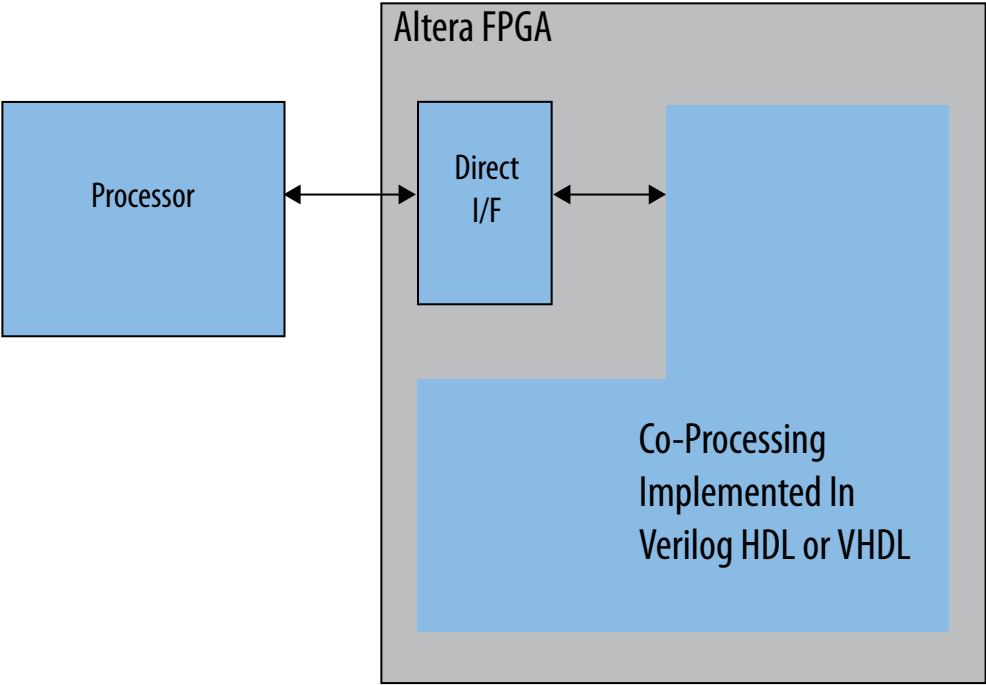 Altera FPGA
Processor
Direct
I/F
Co-Processing
Implemented In
Verilog HDL or VHDL